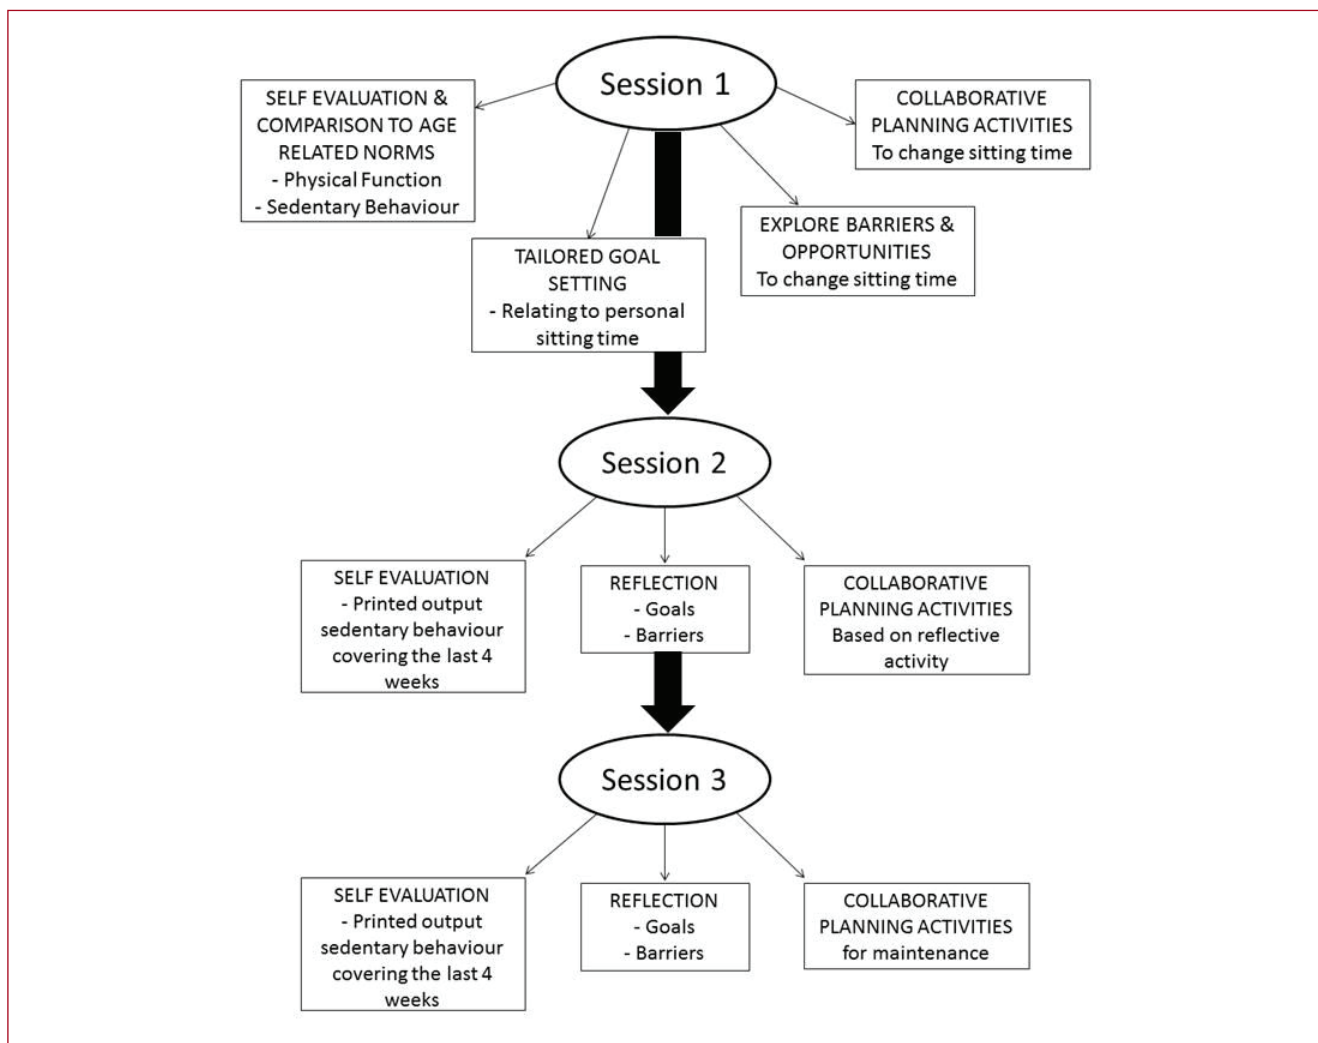 Session 1
SELF EVALUATION &
COMPARISON TO AGE
RELATED NORMS
- Physical Function
- Sedentary Behaviour
TAILORED GOAL
SETTING
- Relating to personal
sitting time
EXPLORE BARRIERS &
OPPORTUNITIES
To change sitting time
COLLABORATIVE
PLANNING ACTIVITIES
To change sitting time
Session 2
SELF EVALUATION
- Printed output
sedentary behaviour
covering the last 4
weeks
REFLECTION
- Goals
- Barriers
COLLABORATIVE
PLANNING ACTIVITIES
Based on reflective
activity
Session 3
SELF EVALUATION
- Printed output
sedentary behaviour
covering the last 4
weeks
REFLECTION
- Goals
- Barriers
COLLABORATIVE
PLANNING ACTIVITIES
for maintenance